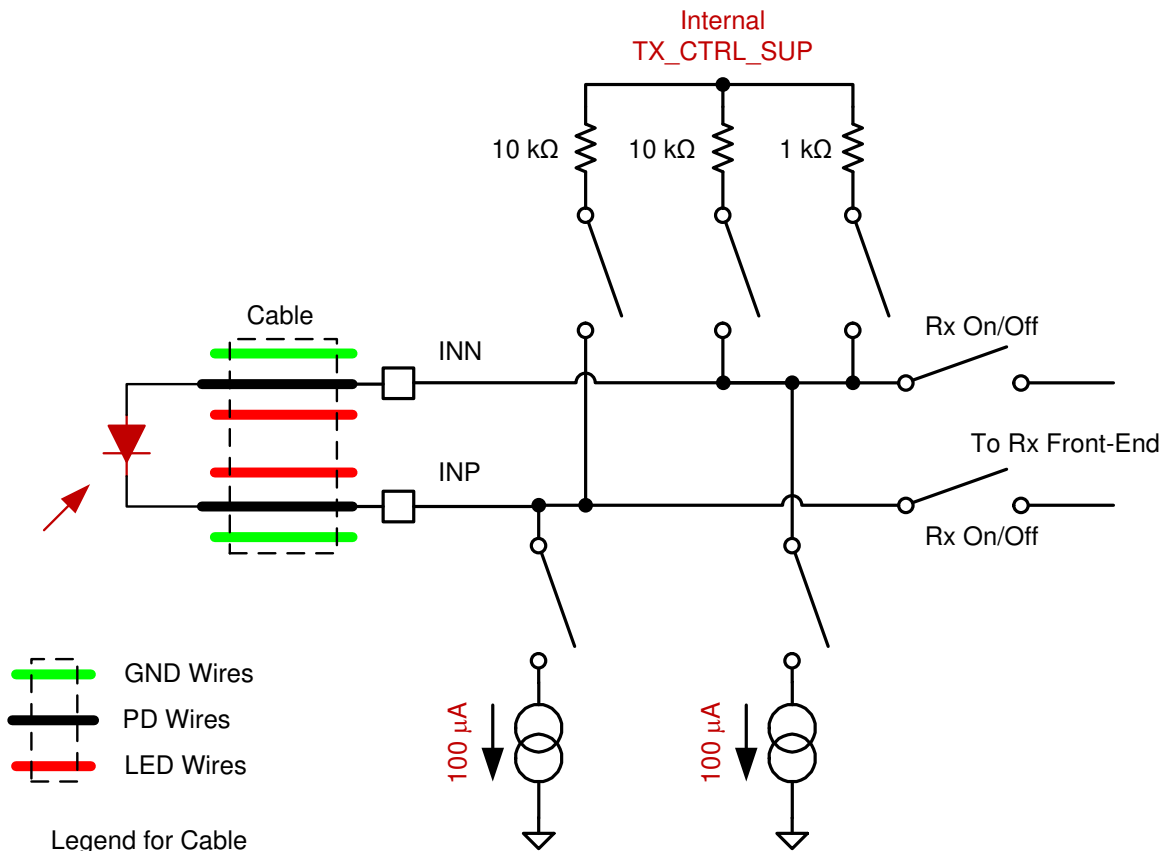 Internal
TX_CTRL_SUP
10 kΩ
10 kΩ
1 kΩ
Cable
INN
Rx On/Off
To Rx Front-End
INP
Rx On/Off
GND Wires
PD Wires
LED Wires
100 µA
100 µA
Legend for Cable